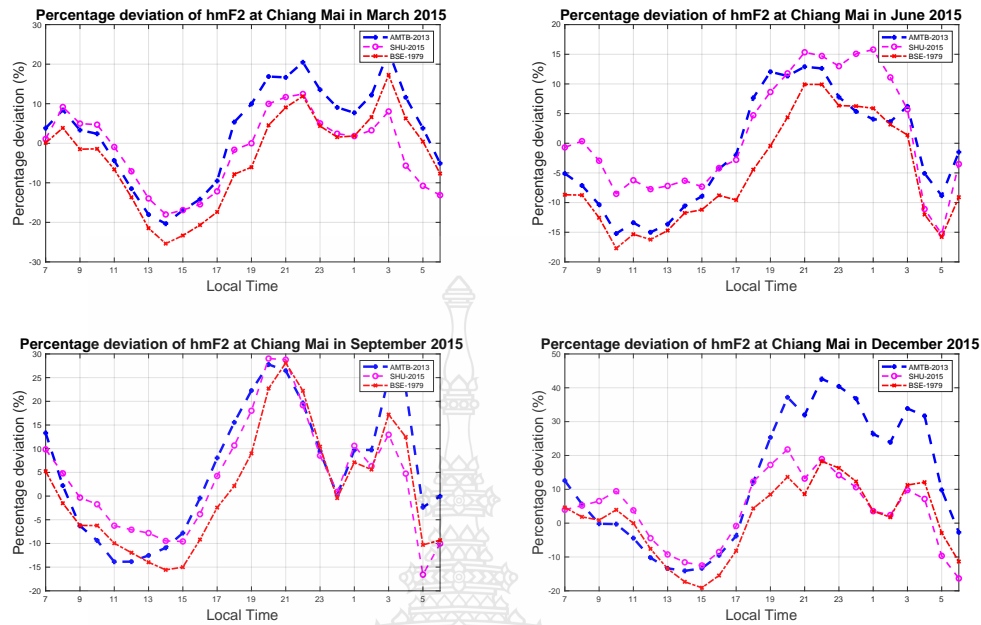 Percentage deviation of hmF2 at Chiang Mai in March 2015
AMTB-2013
SHU-2015
BSE-1979
Percentage deviation (%)
30
20
10
0
-10
-20
-30
7 9 11 13 15 17 19 21 23 1 3 5
Local Time
Percentage deviation of hmF2 at Chiang Mai in June 2015
AMTB-2013
SHU-2015
BSE-1979
Percentage deviation (%)
20
15
10
5
0
-5
-10
-15
-20
7 9 11 13 15 17 19 21 23 1 3 5
Local Time
Percentage deviation of hmF2 at Chiang Mai in September 2015
AMTB-2013
SHU-2015
BSE-1979
Percentage deviation (%)
30
25
20
15
10
5
0
-5
-10
-15
-20
7 9 11 13 15 17 19 21 23 1 3 5
Local Time
Percentage deviation of hmF2 at Chiang Mai in December 2015
AMTB-2013
SHU-2015
BSE-1979
Percentage deviation (%)
50
40
30
20
10
0
-10
-20
7 9 11 13 15 17 19 21 23 1 3 5
Local Time